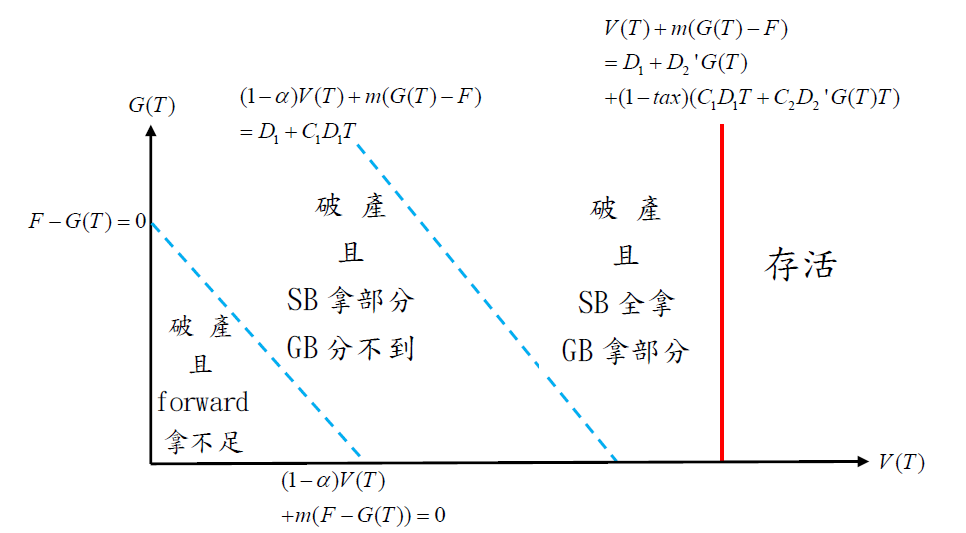 V(T)+m(G(T)−F)
=D₁+D₂'G(T)
+(1−tax)(C₁D₁T+C₂D₂'G(T)T)
(1−α)V(T)+m(G(T)−F)
=D₁+C₁D₁T
G(T)
F−G(T)=0
破 產
且
SB 拿部分
GB 分不到
破 產
且
SB 全拿
GB 拿部分
存活
破 產
且
forward
拿不足
V(T)
(1−α)V(T)
+m(F−G(T))=0